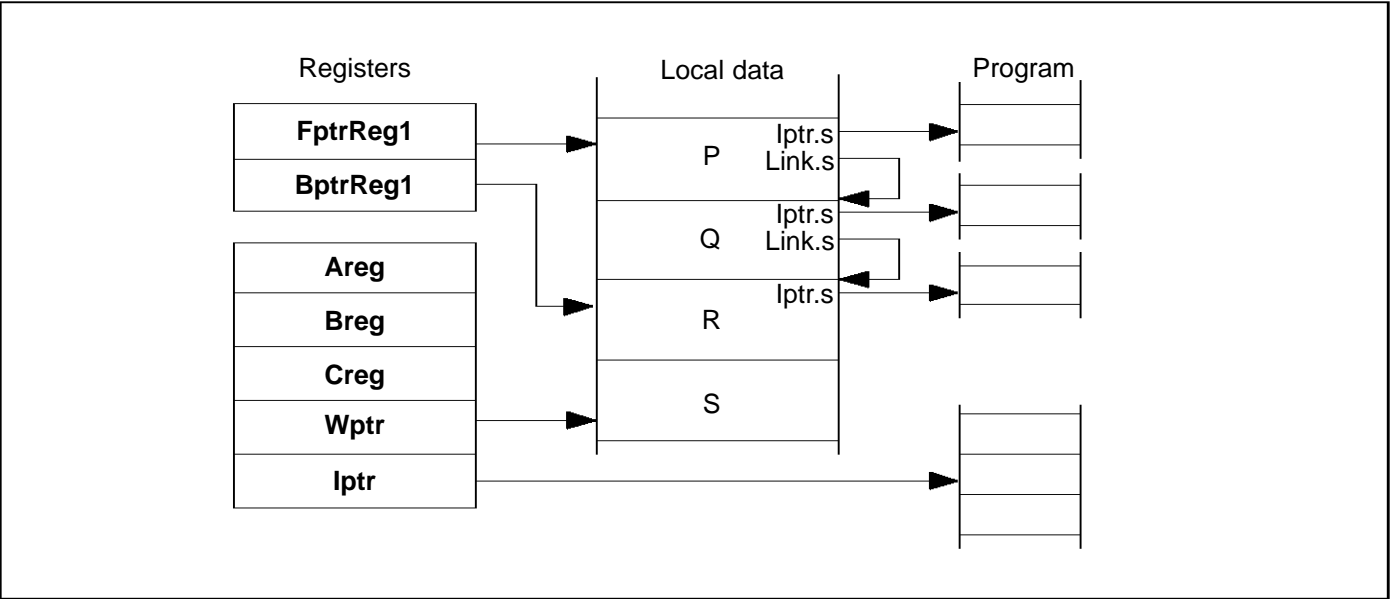 Registers
Local data
Program
FptrReg1
BptrReg1
Areg
Breg
Creg
Wptr
Iptr
P
Iptr.s
Link.s
Q
Iptr.s
Link.s
R
Iptr.s
S